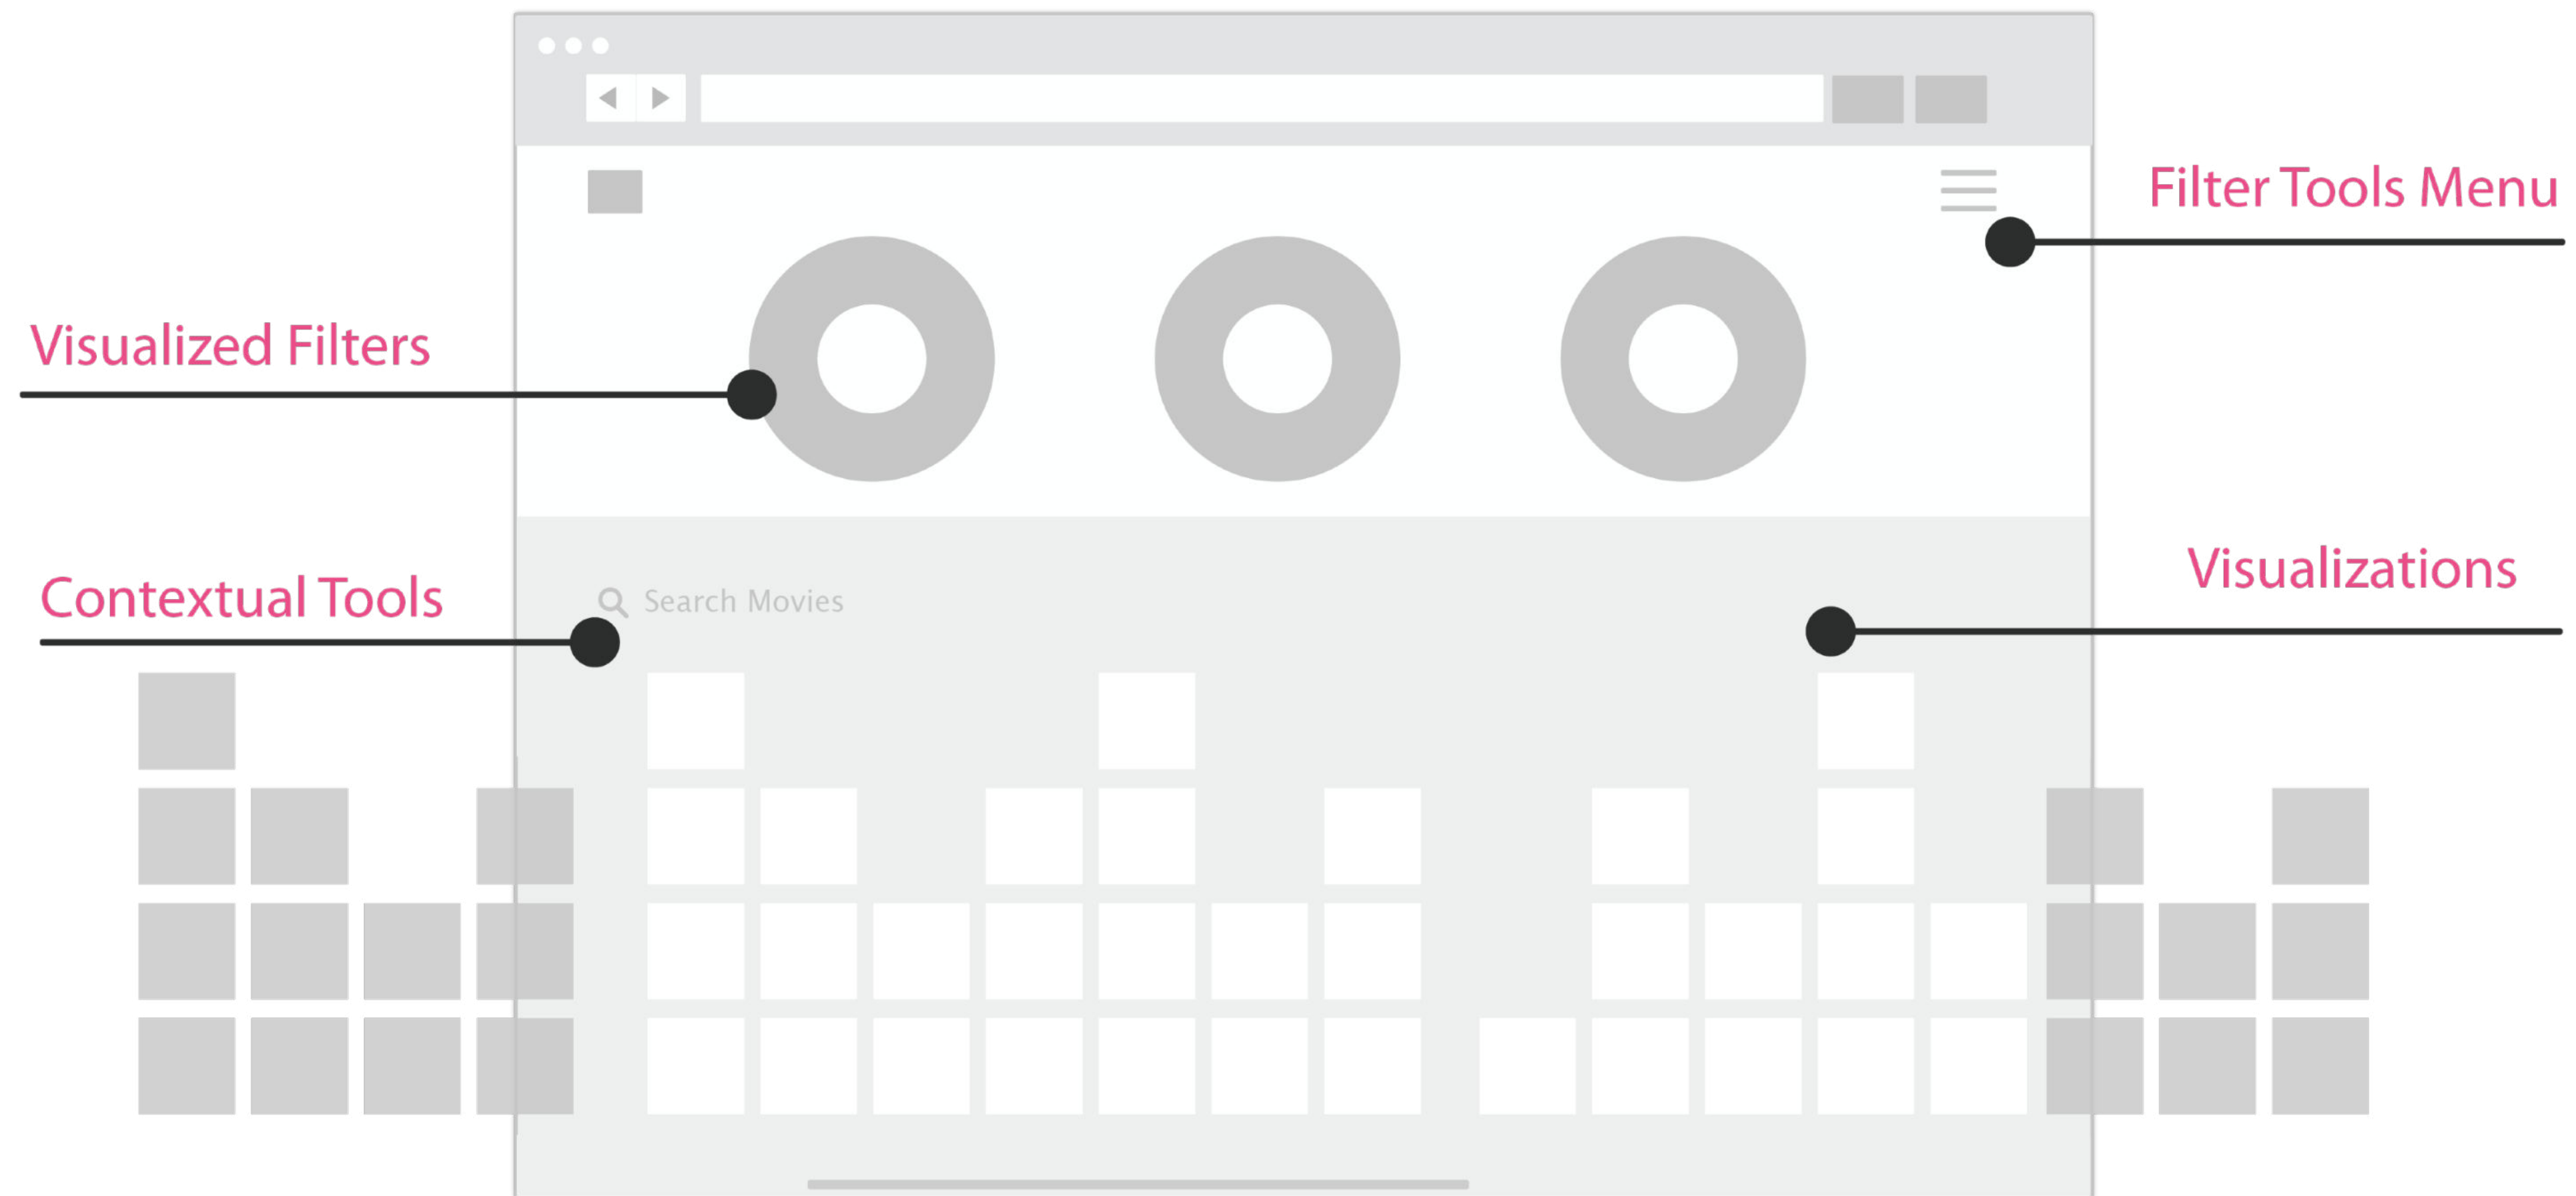 Filter Tools Menu
Visualized Filters
Visualizations
Contextual Tools
Search Movies